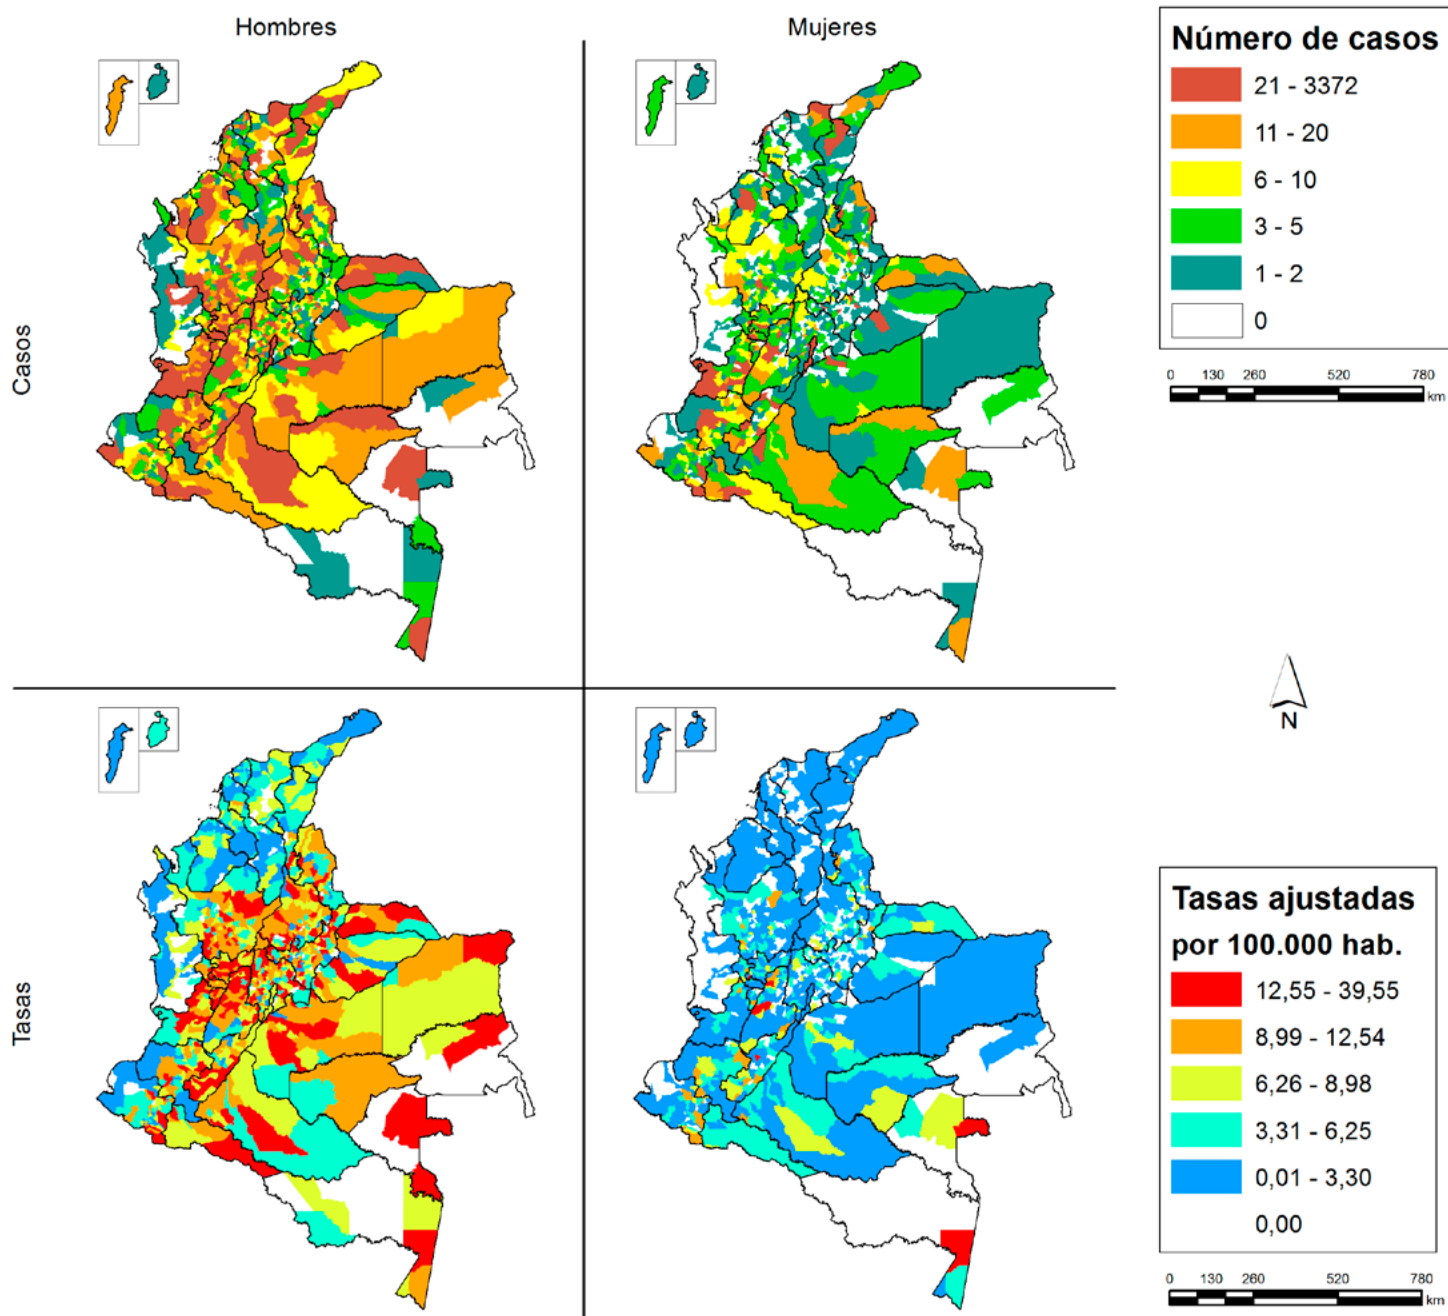 Hombres
Mujeres
Casos
Tasas
Número de casos
21 - 3372
11 - 20
6 - 10
3 - 5
1 - 2
0
0 130 260 520 780
km
N
Tasas ajustadas
por 100.000 hab.
12,55 - 39,55
8,99 - 12,54
6,26 - 8,98
3,31 - 6,25
0,01 - 3,30
0,00
0 130 260 520 780
km